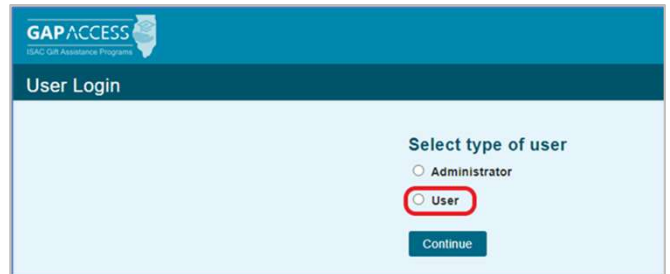 GAPACCESS
ISAC Gift Assistance Programs
User Login
Select type of user
Administrator
User
Continue